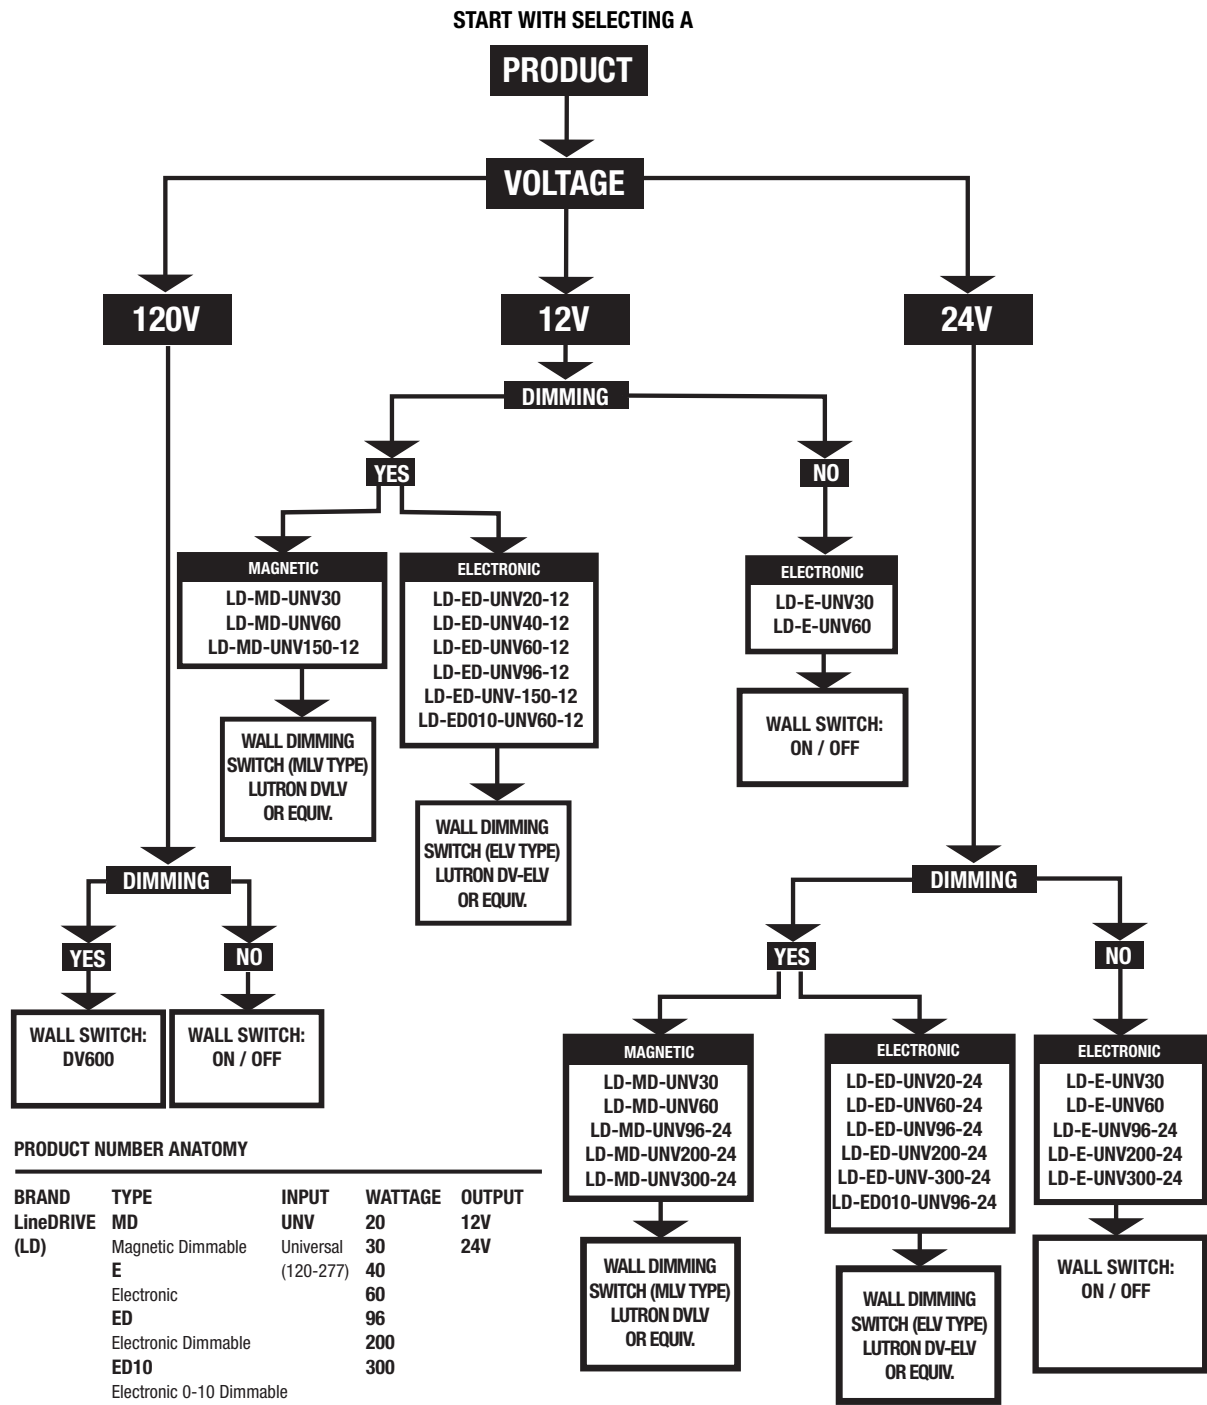 START WITH SELECTING A
PRODUCT
VOLTAGE
120V
12V
24V
DIMMING
YES
NO
MAGNETIC
LD-MD-UNV30
LD-MD-UNV60
LD-MD-UNV150-12
ELECTRONIC
LD-ED-UNV20-12
LD-ED-UNV40-12
LD-ED-UNV60-12
LD-ED-UNV96-12
LD-ED-UNV-150-12
LD-ED010-UNV60-12
ELECTRONIC
LD-E-UNV30
LD-E-UNV60
WALL DIMMING
SWITCH (MLV TYPE)
LUTRON DVLV
OR EQUIV.
WALL DIMMING
SWITCH (ELV TYPE)
LUTRON DV-ELV
OR EQUIV.
WALL SWITCH:
ON / OFF
DIMMING
YES
NO
WALL SWITCH:
DV600
WALL SWITCH:
ON / OFF
DIMMING
YES
NO
MAGNETIC
LD-MD-UNV30
LD-MD-UNV60
LD-MD-UNV96-24
LD-MD-UNV200-24
LD-MD-UNV300-24
ELECTRONIC
LD-ED-UNV20-24
LD-ED-UNV60-24
LD-ED-UNV96-24
LD-ED-UNV200-24
LD-ED-UNV-300-24
LD-ED010-UNV96-24
ELECTRONIC
LD-E-UNV30
LD-E-UNV60
LD-E-UNV96-24
LD-E-UNV200-24
LD-E-UNV300-24
WALL DIMMING
SWITCH (MLV TYPE)
LUTRON DVLV
OR EQUIV.
WALL DIMMING
SWITCH (ELV TYPE)
LUTRON DV-ELV
OR EQUIV.
WALL SWITCH:
ON / OFF
PRODUCT NUMBER ANATOMY
BRAND TYPE INPUT WATTAGE OUTPUT
LineDRIVE MD UNV 20 12V
(LD) Magnetic Dimmable Universal 30 24V
E (120-277) 40
Electronic 60
ED 96
Electronic Dimmable 200
ED10 300
Electronic 0-10 Dimmable